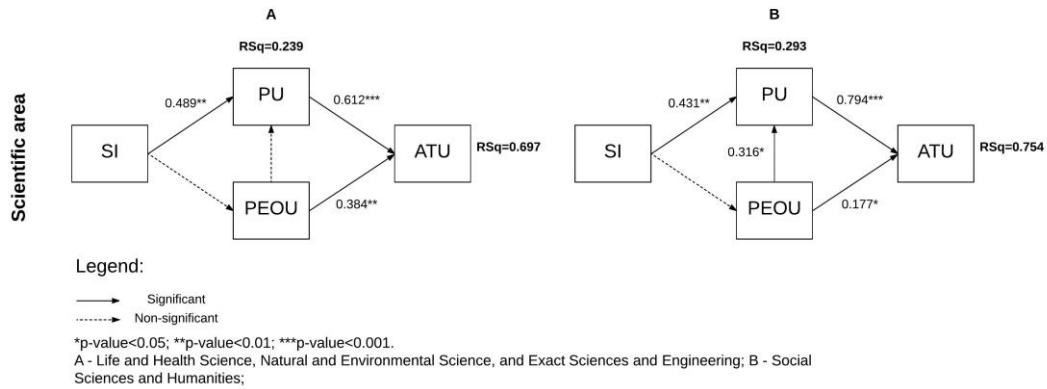 A
B
RSq=0.239
RSq=0.293
0.489**
PU
0.612***
0.431**
PU
0.794***
Scientific area
SI
ATU
RSq=0.697
SI
0.316*
ATU
RSq=0.754
PEOU
0.384**
PEOU
0.177*
Legend:
Significant
Non-significant
*p-value<0.05; **p-value<0.01; ***p-value<0.001.
A - Life and Health Science, Natural and Environmental Science, and Exact Sciences and Engineering; B - Social
Sciences and Humanities;